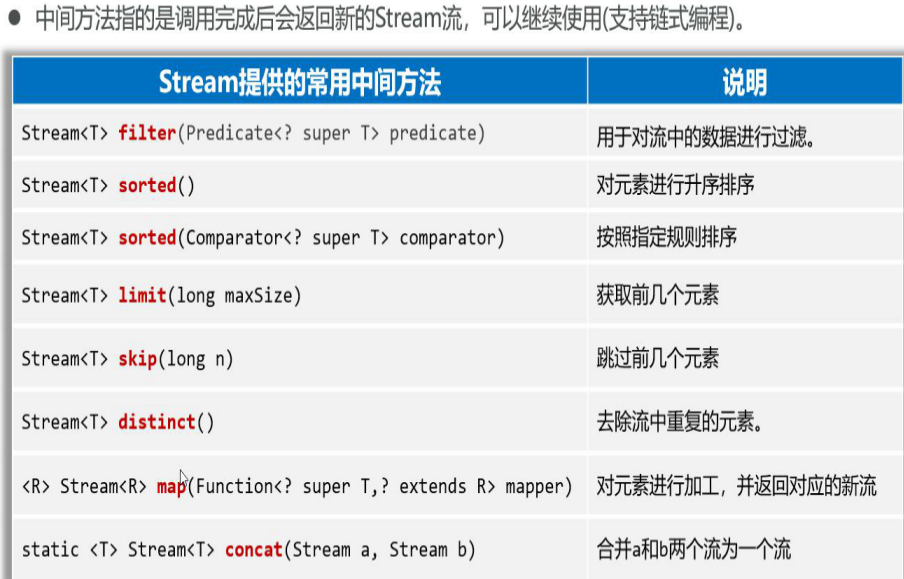 ● 中间方法指的是调用完成后会返回新的Stream流，可以继续使用(支持链式编程)。
Stream提供的常用中间方法 说明
Stream<T> filter(Predicate<? super T> predicate) 用于对流中的数据进行过滤。
Stream<T> sorted() 对元素进行升序排序
Stream<T> sorted(Comparator<? super T> comparator) 按照指定规则排序
Stream<T> limit(long maxSize) 获取前几个元素
Stream<T> skip(long n) 跳过前几个元素
Stream<T> distinct() 去除流中重复的元素。
<R> Stream<R> map(Function<? super T,? extends R> mapper) 对元素进行加工，并返回对应的新流
static <T> Stream<T> concat(Stream a, Stream b) 合并a和b两个流为一个流